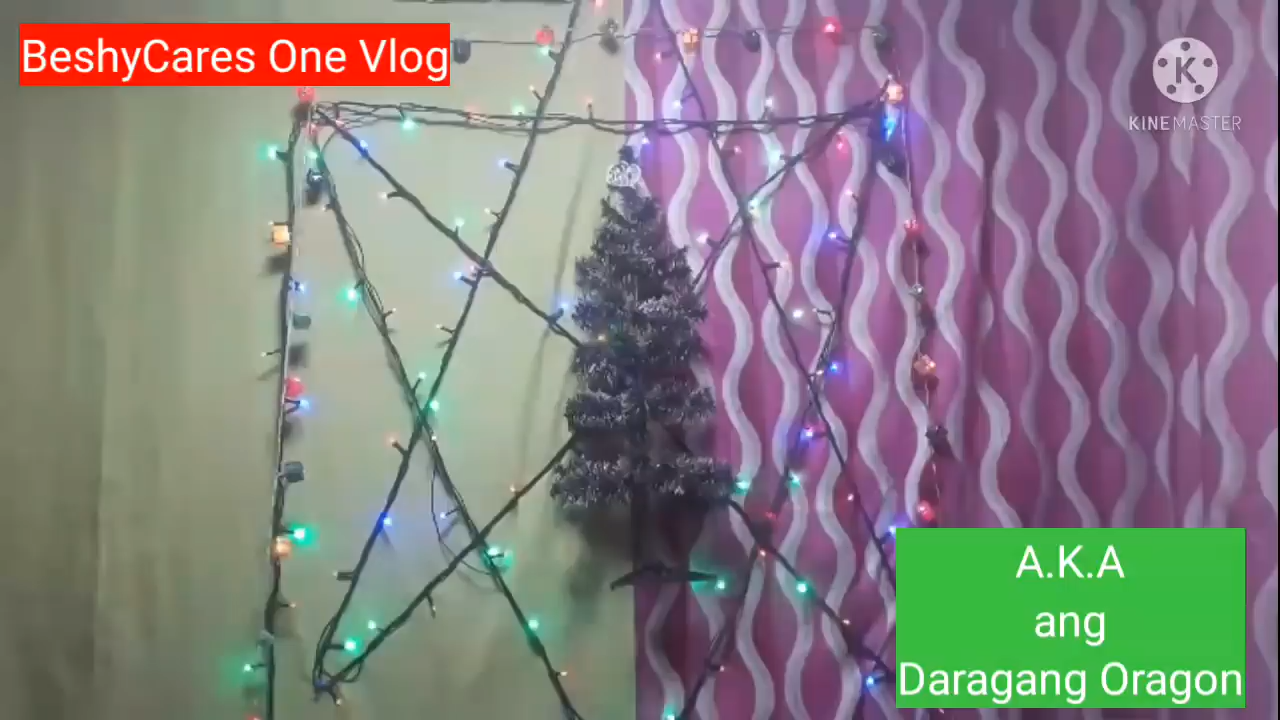 BeshyCares One Vlog
K
KINEMASTER
A.K.A
ang
Daragang Oragon